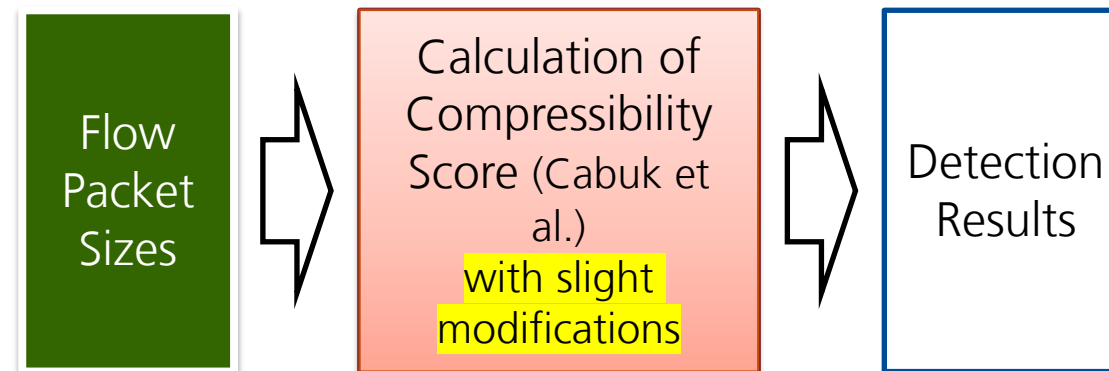 Flow
Packet
Sizes
Calculation of
Compressibility
Score (Cabuk et
al.)
with slight
modifications
Detection
Results